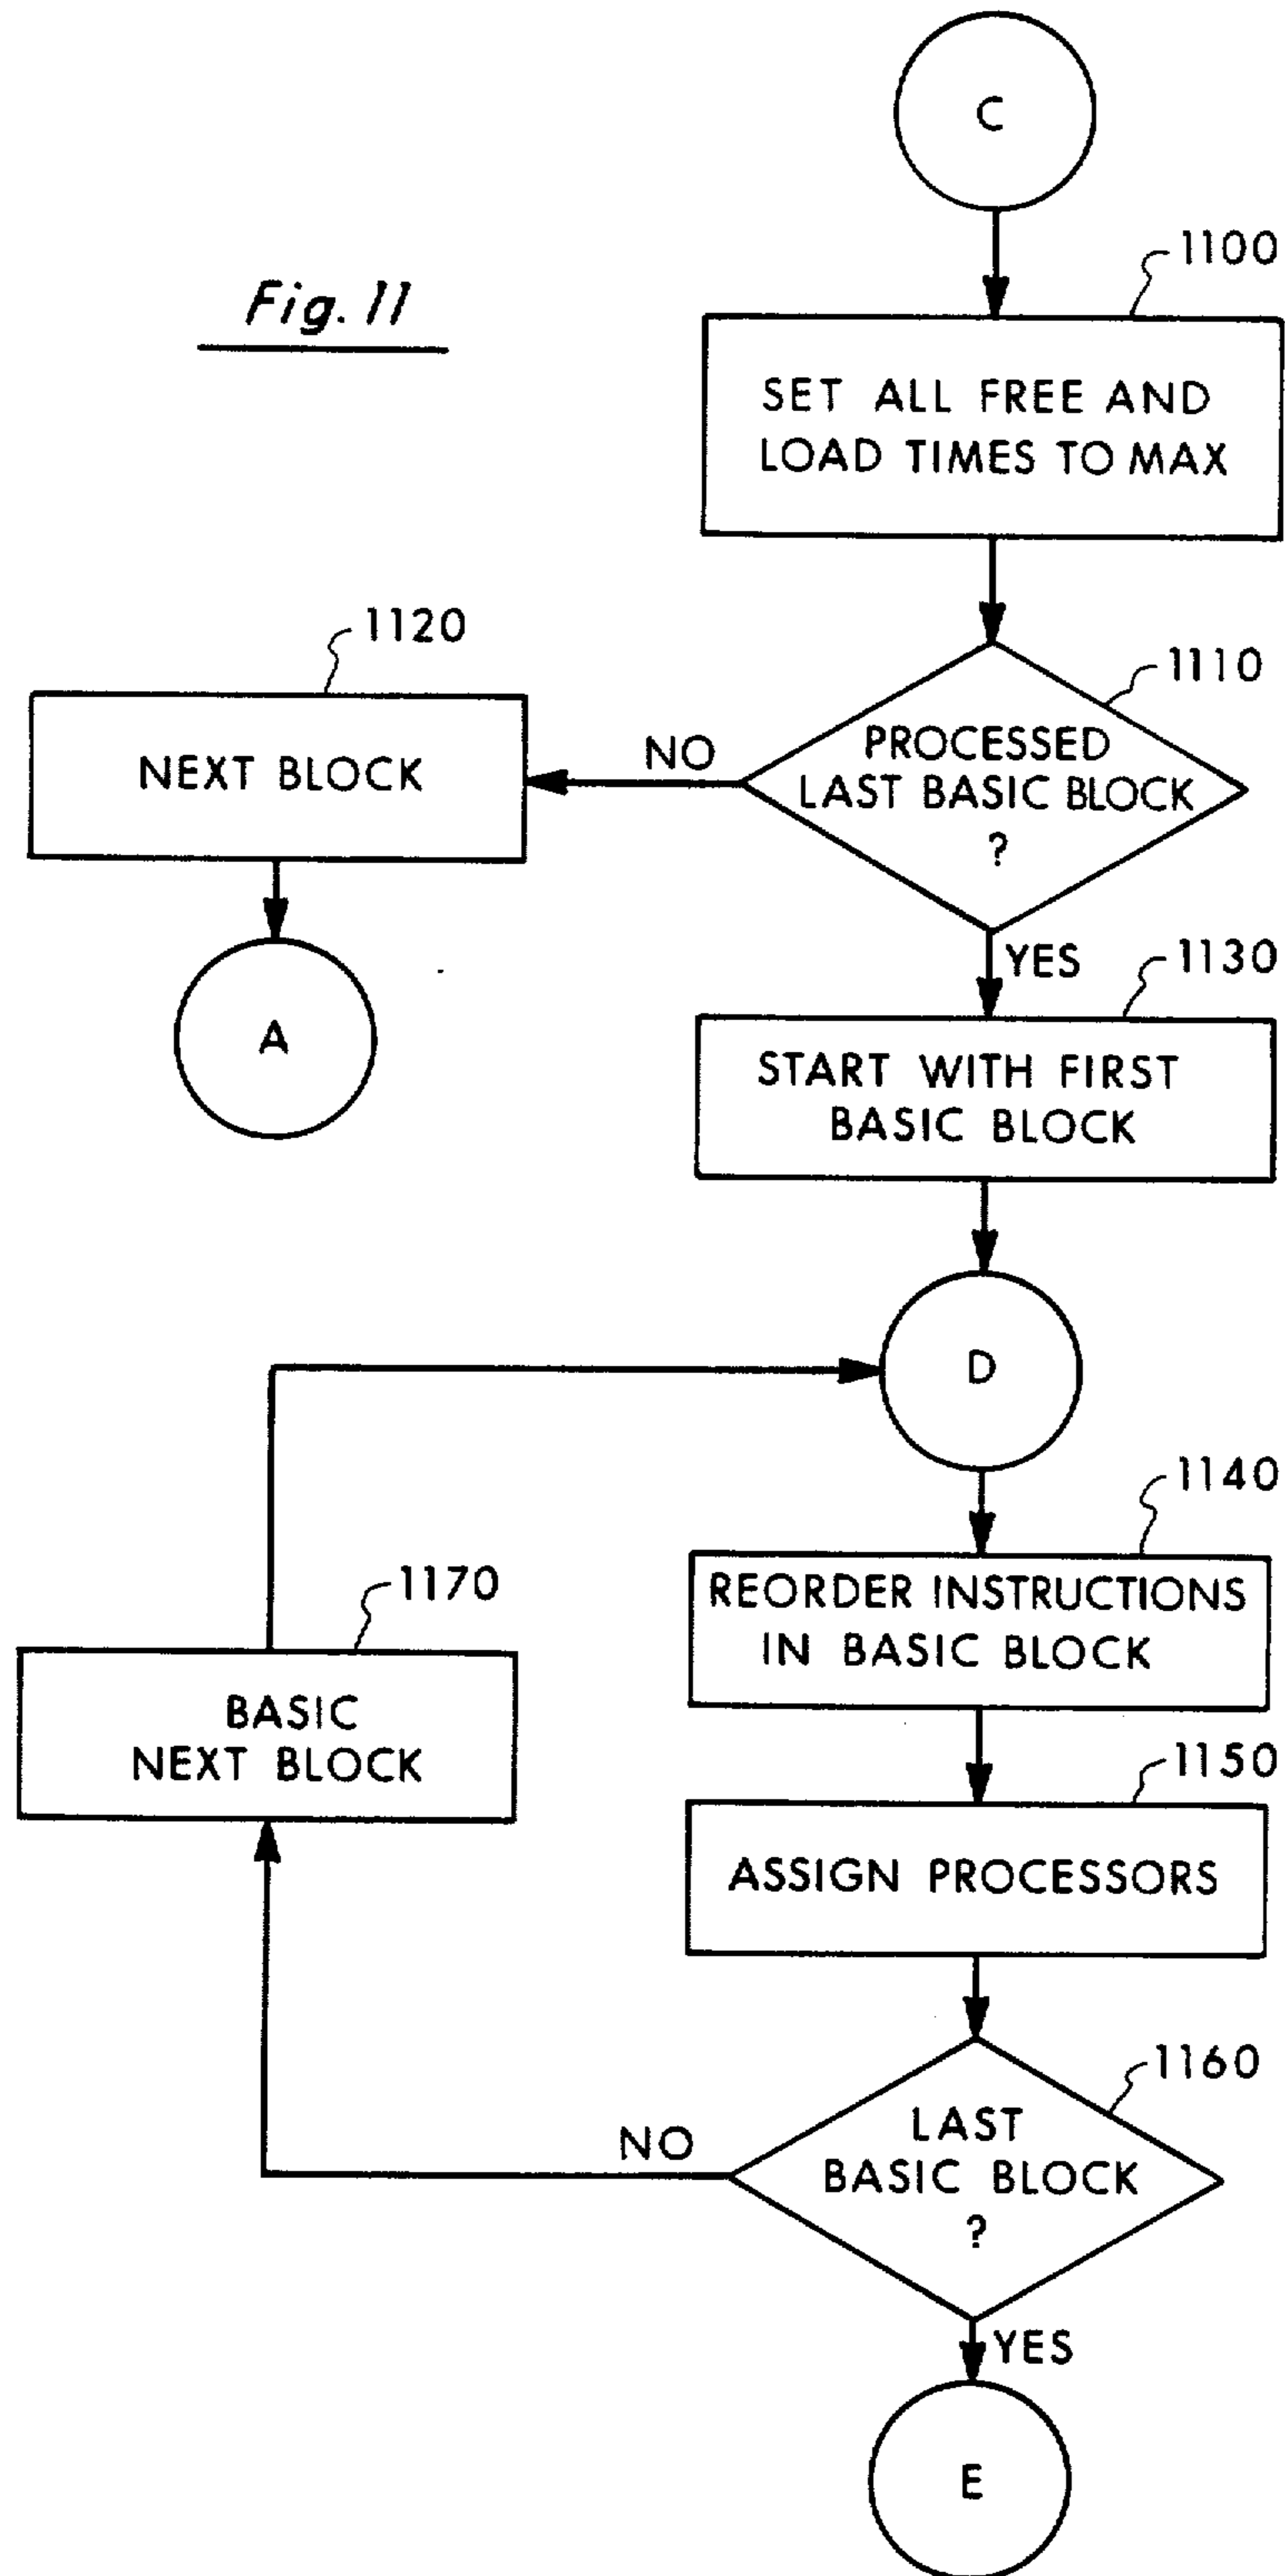 C
1100
Fig. 11
SET ALL FREE AND
LOAD TIMES TO MAX
1120
1110
NEXT BLOCK
NO
PROCESSED
LAST BASIC BLOCK
?
YES
1130
A
START WITH FIRST
BASIC BLOCK
D
1140
REORDER INSTRUCTIONS
IN BASIC BLOCK
1170
BASIC
NEXT BLOCK
1150
ASSIGN PROCESSORS
1160
NO
LAST
BASIC BLOCK
?
YES
E